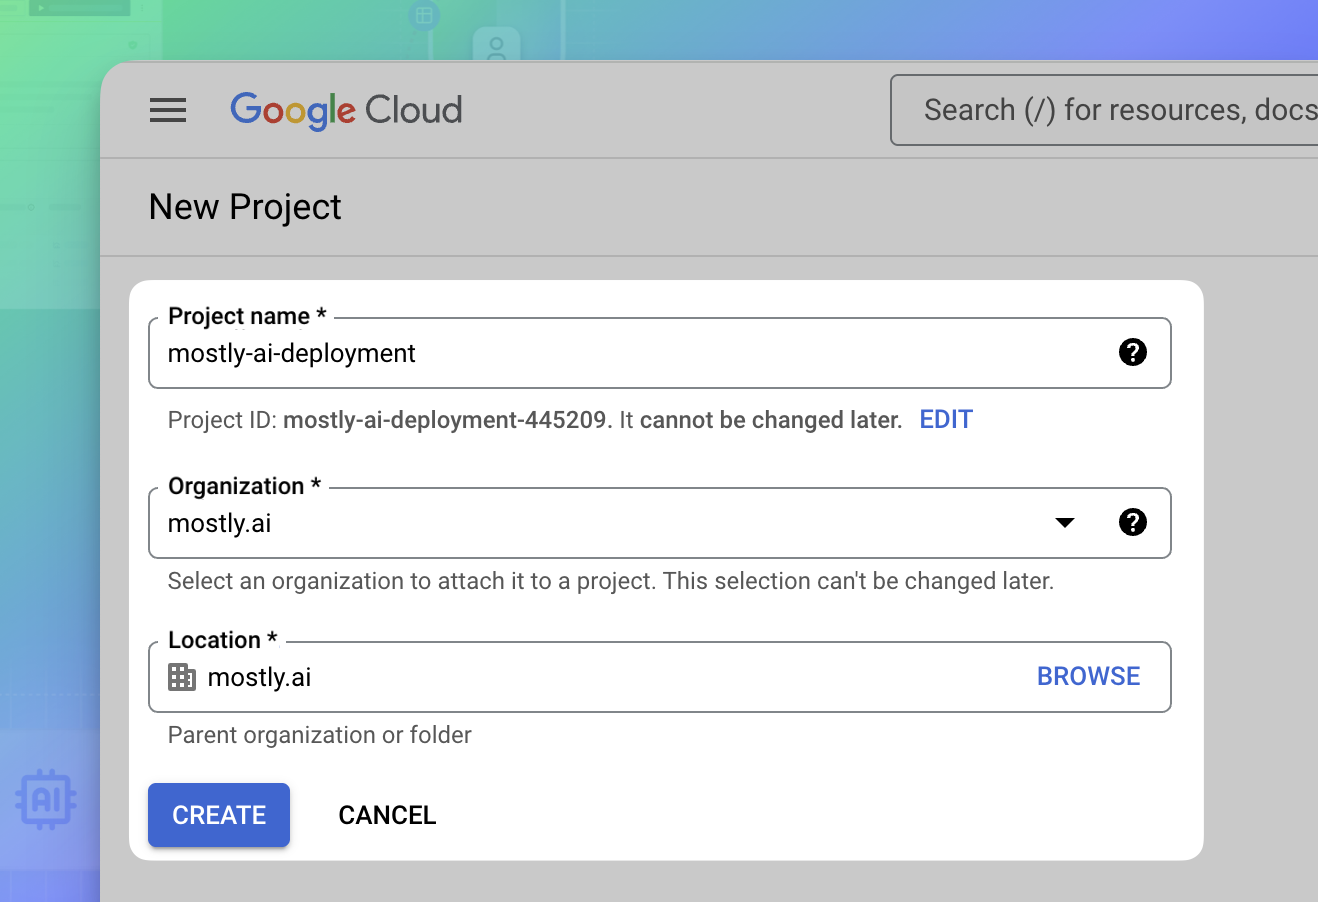 Google Cloud
Search (/) for resources, docs
New Project
Project name *
mostly-ai-deployment
Project ID: mostly-ai-deployment-445209. It cannot be changed later. EDIT
Organization *
mostly.ai
Select an organization to attach it to a project. This selection can't be changed later.
Location *
mostly.ai
BROWSE
Parent organization or folder
AI
CREATE
CANCEL